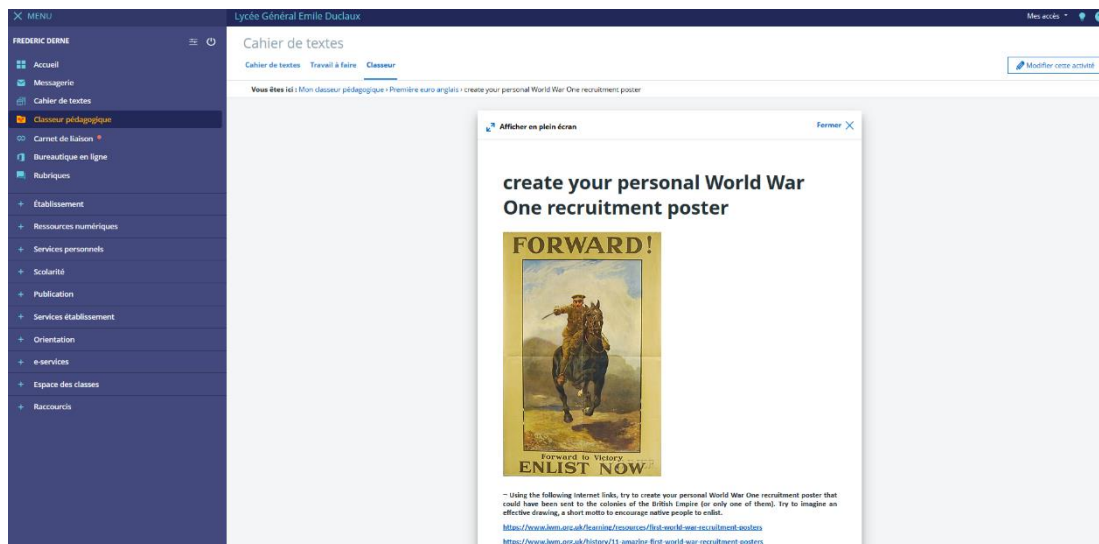 MENU
Lycée Général Emile Duclaux
Mes accès
FREDERIC DERNE
Accueil
Messagerie
Cahier de textes
Classeur pédagogique
Carnet de liaison
Bureautique en ligne
Rubriques
+ Établissement
+ Ressources numériques
+ Services personnels
+ Scolarité
+ Publication
+ Services établissement
+ Orientation
+ e-services
+ Espace des classes
+ Raccourcis
Cahier de textes
Cahier de textes Travail à faire Classeur
Modifier cette activité
Vous êtes ici : Mon classeur pédagogique › Première euro anglais › create your personal World War One recruitment poster
Afficher en plein écran
Fermer
create your personal World War
One recruitment poster
FORWARD!
Forward to Victory
ENLIST NOW
– Using the following Internet links, try to create your personal World War One recruitment poster that
could have been sent to the colonies of the British Empire (or only one of them). Try to imagine an
effective drawing, a short motto to encourage native people to enlist.
https://www.iwm.org.uk/learning/resources/first-world-war-recruitment-posters
https://www.iwm.org.uk/history/11-amazing-first-world-war-recruitment-posters